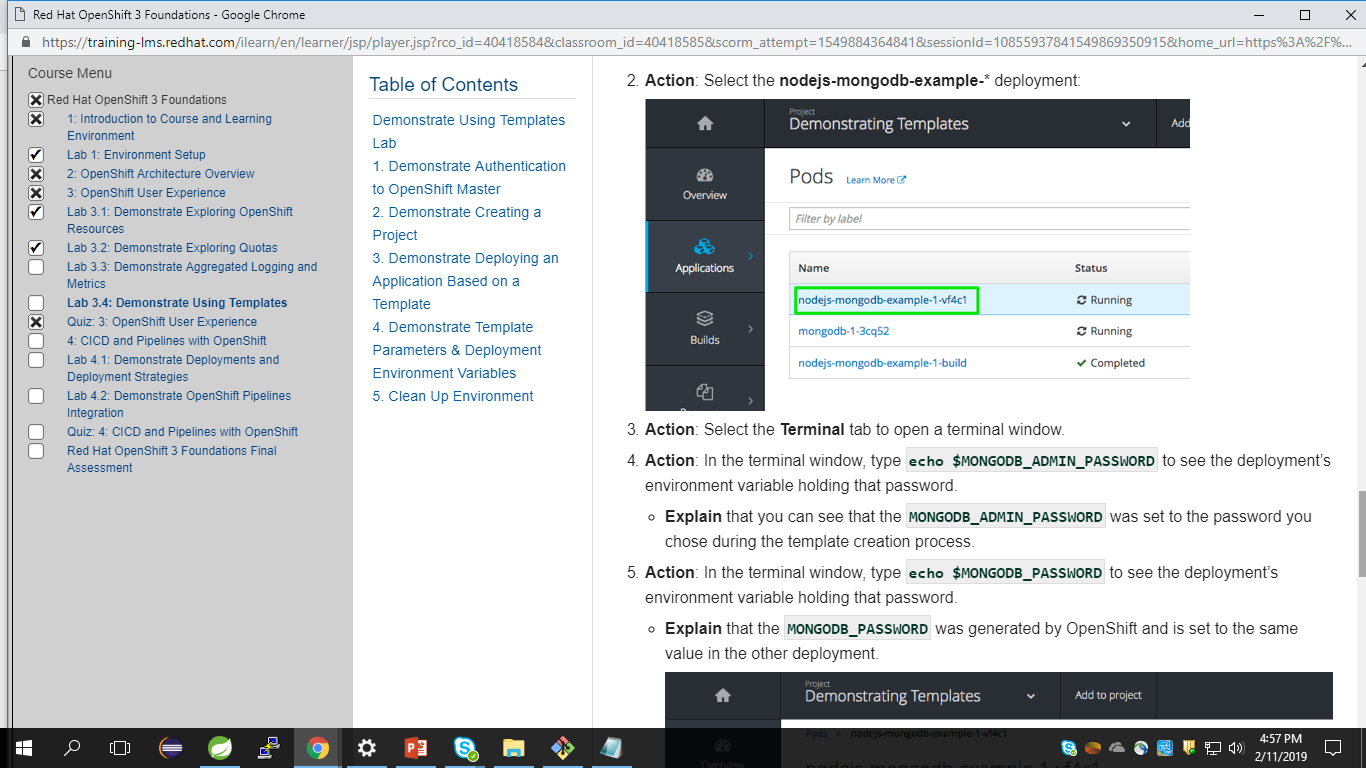 Red Hat OpenShift 3 Foundations - Google Chrome
https://training-lms.redhat.com/ilearn/en/learner/jsp/player.jsp?rco_id=40418584&classroom_id=40418585&scorm_attempt=1549884364841&sessionId=10855937841549869350915&home_url=https%3A%2F%...
Course Menu
Red Hat OpenShift 3 Foundations
1: Introduction to Course and Learning
Environment
Lab 1: Environment Setup
2: OpenShift Architecture Overview
3: OpenShift User Experience
Lab 3.1: Demonstrate Exploring OpenShift
Resources
Lab 3.2: Demonstrate Exploring Quotas
Lab 3.3: Demonstrate Aggregated Logging and
Metrics
Lab 3.4: Demonstrate Using Templates
Quiz: 3: OpenShift User Experience
4: CICD and Pipelines with OpenShift
Lab 4.1: Demonstrate Deployments and
Deployment Strategies
Lab 4.2: Demonstrate OpenShift Pipelines
Integration
Quiz: 4: CICD and Pipelines with OpenShift
Red Hat OpenShift 3 Foundations Final
Assessment
Table of Contents
Demonstrate Using Templates
Lab
1. Demonstrate Authentication
to OpenShift Master
2. Demonstrate Creating a
Project
3. Demonstrate Deploying an
Application Based on a
Template
4. Demonstrate Template
Parameters & Deployment
Environment Variables
5. Clean Up Environment
2. Action: Select the nodejs-mongodb-example-* deployment:
Project
Demonstrating Templates
Add
Overview
Applications
Builds
Pods
Learn More
Filter by label
Name Status
nodejs-mongodb-example-1-vf4c1 Running
mongodb-1-3cq52 Running
nodejs-mongodb-example-1-build Completed
3. Action: Select the Terminal tab to open a terminal window.
4. Action: In the terminal window, type echo $MONGODB_ADMIN_PASSWORD to see the deployment's
environment variable holding that password.
Explain that you can see that the MONGODB_ADMIN_PASSWORD was set to the password you
chose during the template creation process.
5. Action: In the terminal window, type echo $MONGODB_PASSWORD to see the deployment's
environment variable holding that password.
Explain that the MONGODB_PASSWORD was generated by OpenShift and is set to the same
value in the other deployment.
Project
Demonstrating Templates
Add to project
Pods > nodejs-mongodb-example-1-vf4c1
Overview
nodejs-mongodb-example-1-vf4c1
4:57 PM
2/11/2019